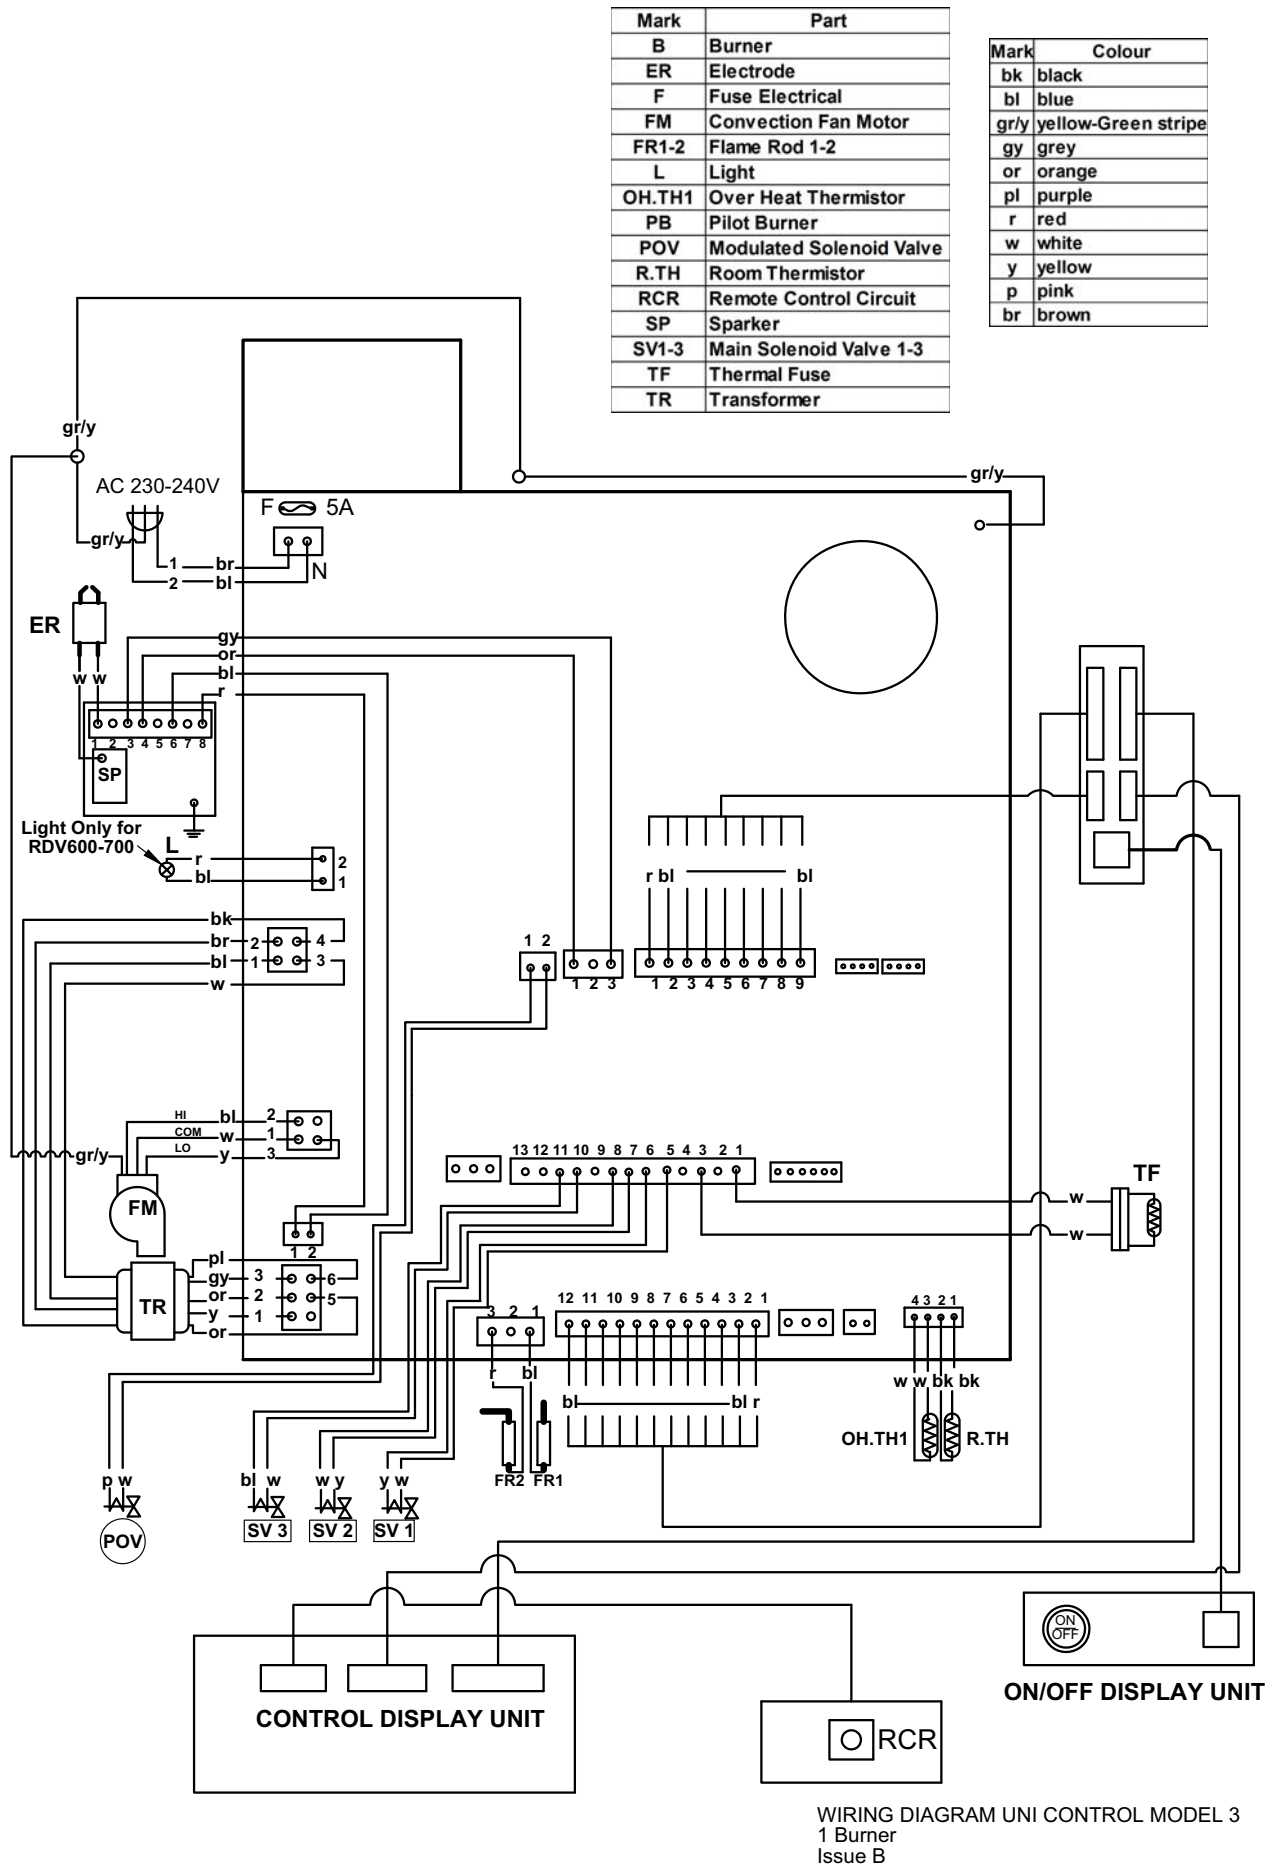 Mark Part
B Burner
ER Electrode
F Fuse Electrical
FM Convection Fan Motor
FR1-2 Flame Rod 1-2
L Light
OH.TH1 Over Heat Thermistor
PB Pilot Burner
POV Modulated Solenoid Valve
R.TH Room Thermistor
RCR Remote Control Circuit
SP Sparker
SV1-3 Main Solenoid Valve 1-3
TF Thermal Fuse
TR Transformer
Mark Colour
bk black
bl blue
gr/y yellow-Green stripe
gy grey
or orange
pl purple
r red
w white
y yellow
p pink
br brown
gr/y
gr/y
AC 230-240V
F 5A
gr/y
1 br
2 bl
N
ER
w w
gy
or
bl
r
1 2 3 4 5 6 7 8
SP
Light Only for
RDV600-700
L
r 2
bl 1
r bl bl
bk
br 2 4
bl 1 3
w
1 2
1 2 3
1 2 3 4 5 6 7 8 9
HI bl 2
COM w 1
LO y 3
gr/y
FM
13 12 11 10 9 8 7 6 5 4 3 2 1
TF
w
w
1 2
pl
gy 3 6
or 2 5
y 1
or
TR
3 2 1
12 11 10 9 8 7 6 5 4 3 2 1
4 3 2 1
r bl
w w bk bk
bl bl r
OH.TH1 R.TH
FR2 FR1
p w
bl w
w y
y w
POV
SV 3
SV 2
SV 1
ON
OFF
ON/OFF DISPLAY UNIT
CONTROL DISPLAY UNIT
RCR
WIRING DIAGRAM UNI CONTROL MODEL 3
1 Burner
Issue B